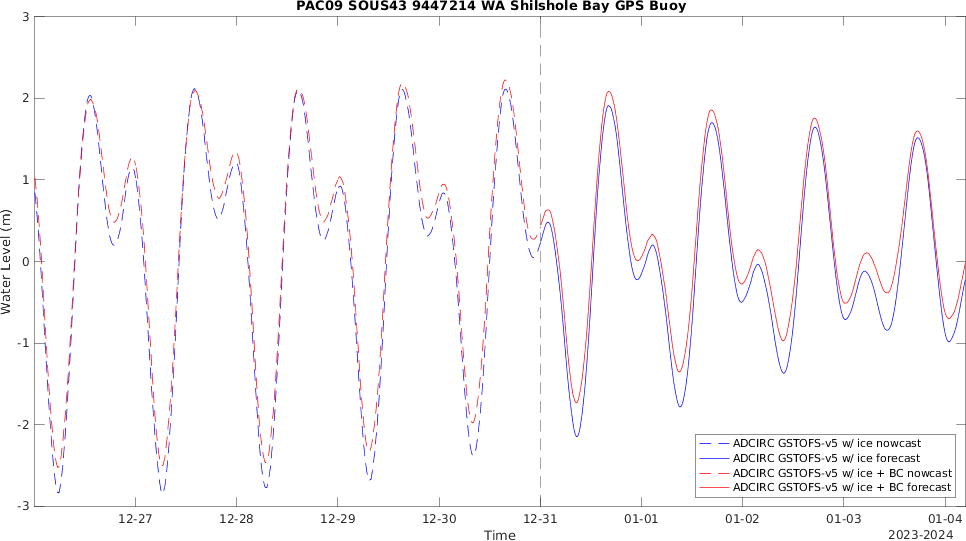 PAC09 SOUS43 9447214 WA Shilshole Bay GPS Buoy
3
2
1
0
-1
-2
-3
Water Level (m)
12-27 12-28 12-29 12-30 12-31 01-01 01-02 01-03 01-04
Time
2023-2024
ADCIRC GSTOFS-v5 w/ ice nowcast
ADCIRC GSTOFS-v5 w/ ice forecast
ADCIRC GSTOFS-v5 w/ ice + BC nowcast
ADCIRC GSTOFS-v5 w/ ice + BC forecast